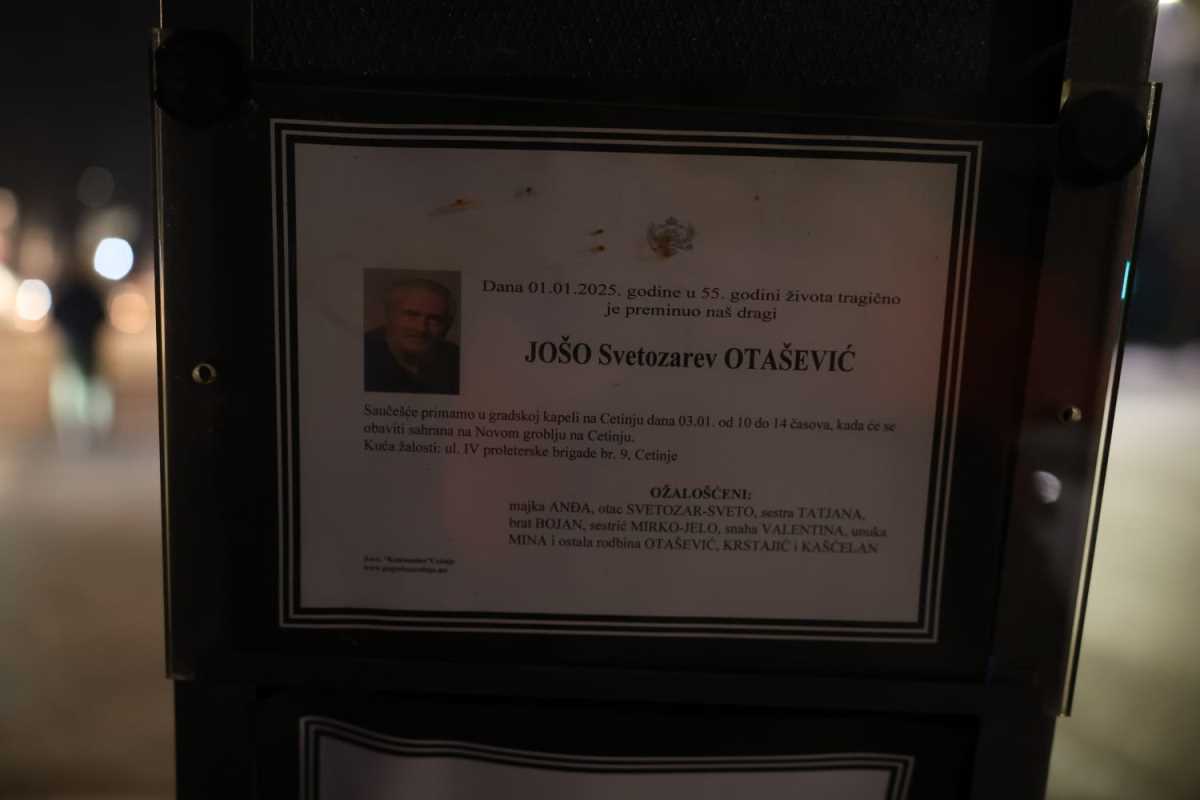 Dana 01.01.2025. godine u 55. godini života tragično
je preminuo naš dragi
JOŠO Svetozarev OTAŠEVIĆ
Saučešće primamo u gradskoj kapeli na Cetinju dana 03.01. od 10 do 14 časova, kada će se
obaviti sahrana na Novom groblju na Cetinju.
Kuća žalosti: ul. IV proleterske brigade br. 9, Cetinje
OŽALOŠĆENI:
majka ANĐA, otac SVETOZAR-SVETO, sestra TATJANA,
brat BOJAN, sestrić MIRKO-JELO, snaha VALENTINA, unuka
MINA i ostala rodbina OTAŠEVIĆ, KRSTAJIĆ i KAŠĆELAN
"Komunalno" Cetinje